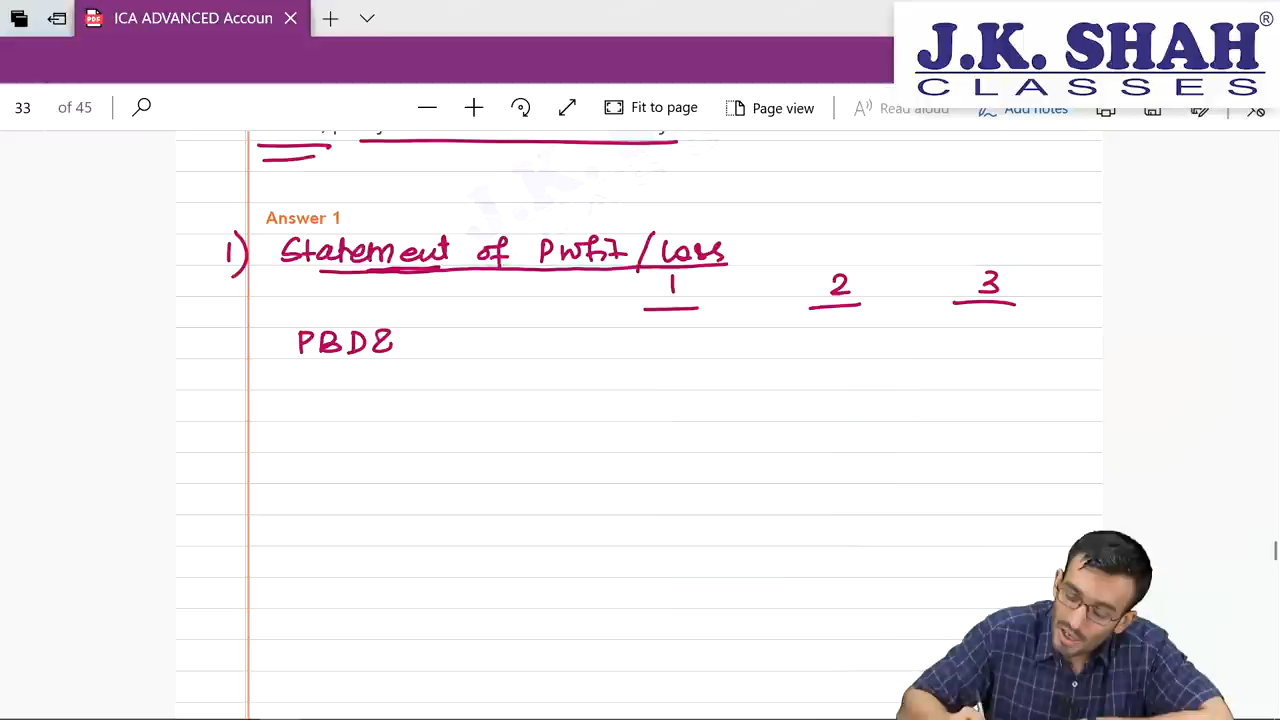 ICA ADVANCED Accoun
J.K. SHAH®
CLASSES
33 of 45 Fit to page Page view Read aloud Add notes
J.K.
Answer 1
1) Statement of Profit/Loss
1 2 3
PBD&